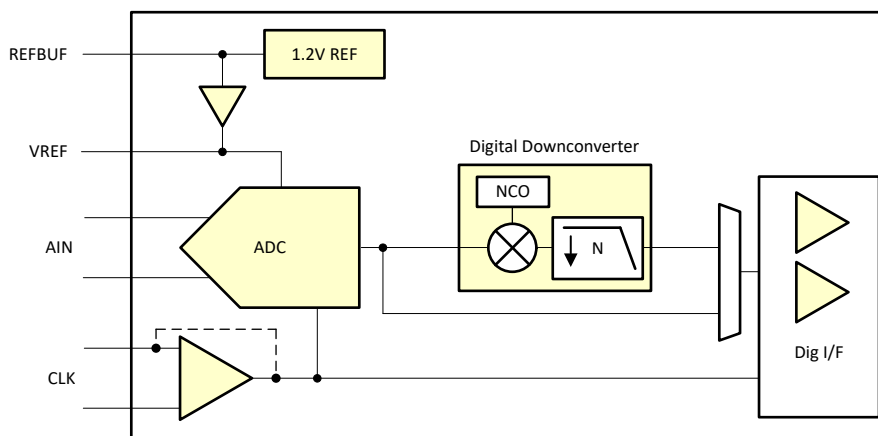 REFBUF
1.2V REF
VREF
Digital Downconverter
NCO
AIN
ADC
N
Dig I/F
CLK